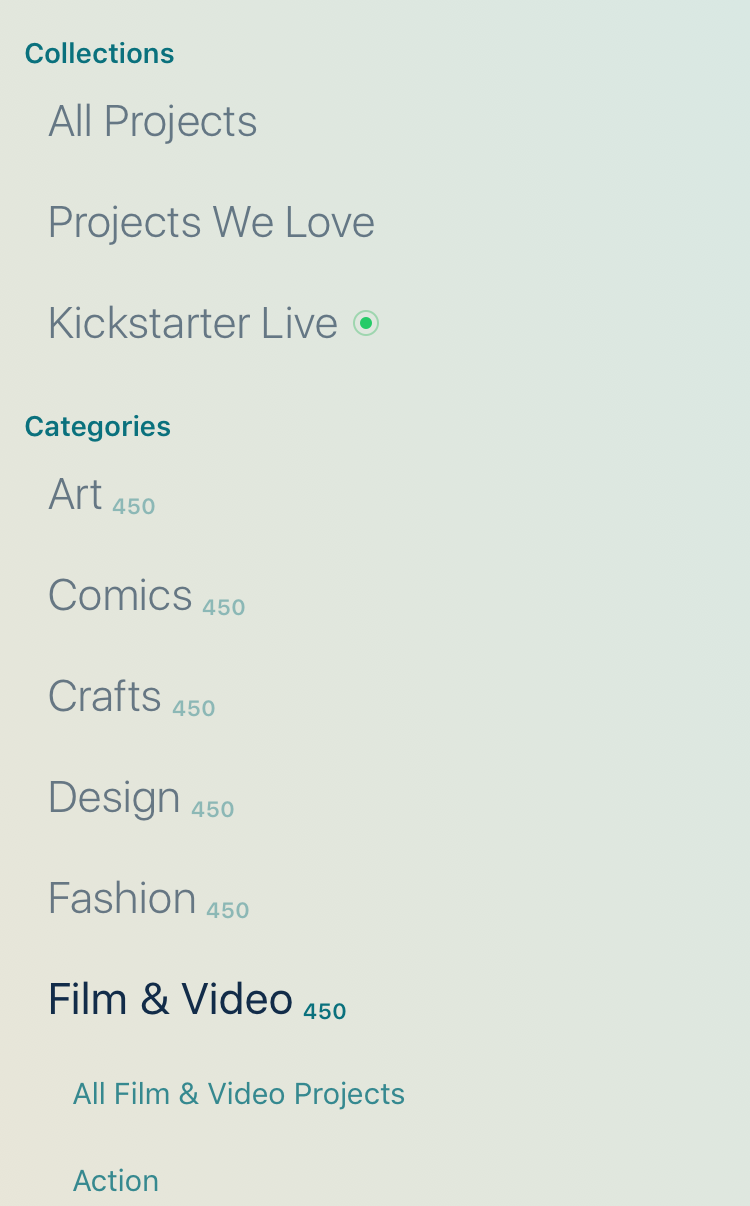 Collections
All Projects
Projects We Love
Kickstarter Live
Categories
Art 450
Comics 450
Crafts 450
Design 450
Fashion 450
Film & Video 450
All Film & Video Projects
Action